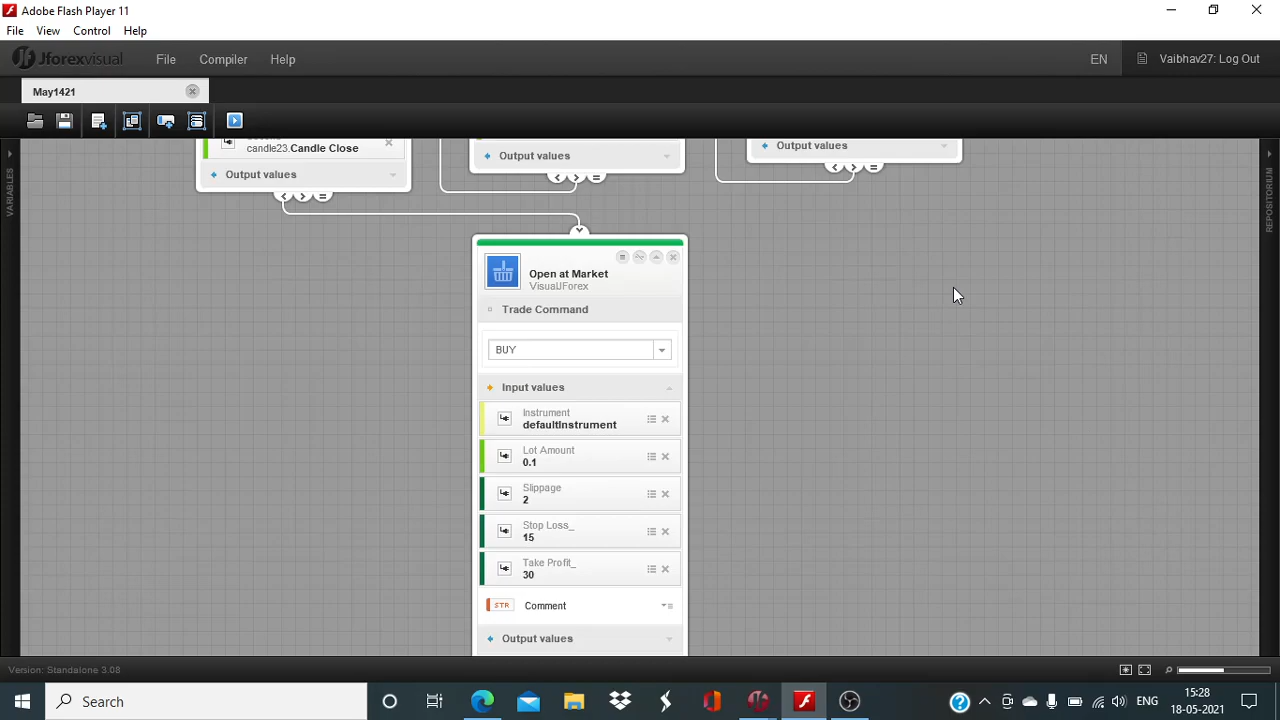 Adobe Flash Player 11
File View Control Help
Jforexvisual File Compiler Help EN Vaibhav27: Log Out
May1421
candle23.Candle Close
Output values
Output values
Output values
< > =
< > =
< > =
VARIABLES
REPOSITORIUM
Open at Market
VisualJForex
Trade Command
BUY
Input values
Instrument
defaultInstrument
Lot Amount
0.1
Slippage
2
Stop Loss_
15
Take Profit_
30
STR Comment
Output values
Version: Standalone 3.08
Search
ENG
15:28
18-05-2021